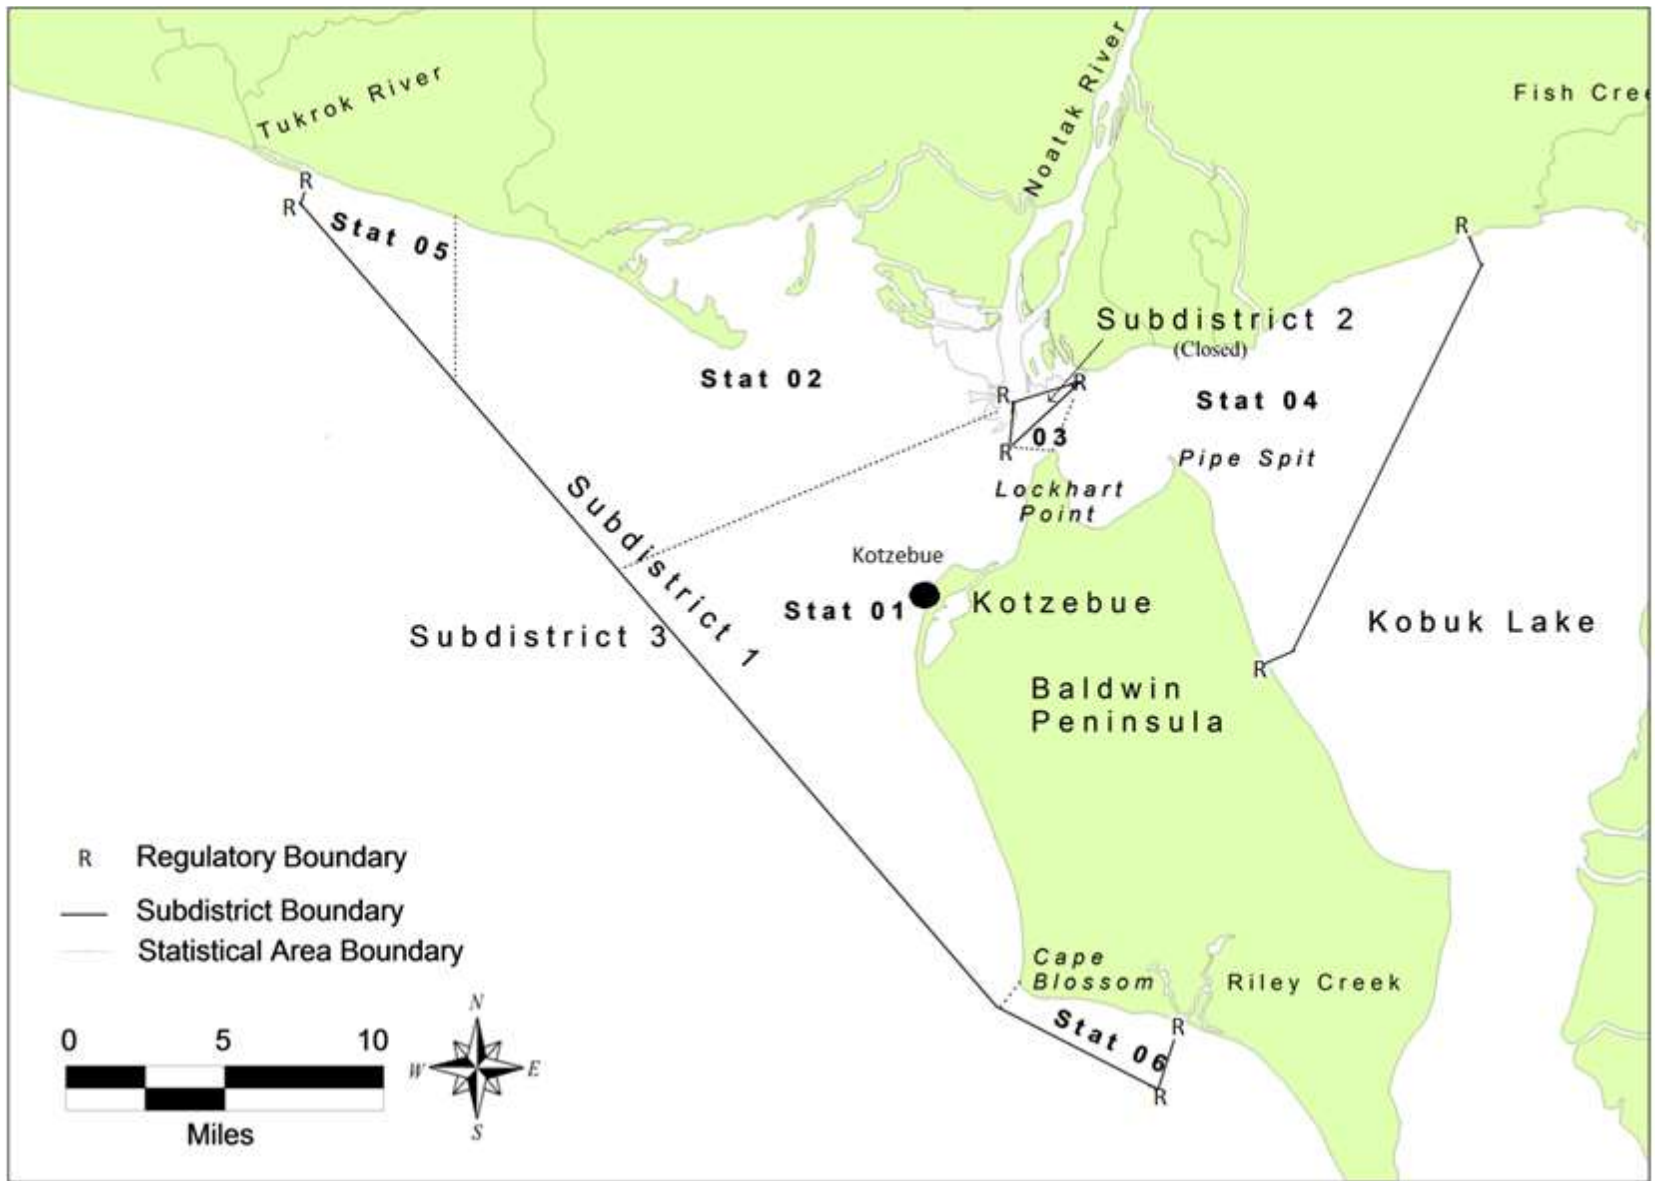 Tukrok River
Noatak River
Fish Cree
R
R
Stat 05
R
Subdistrict 2
(Closed)
Stat 02
R
R
Stat 04
03
R
Pipe Spit
Lockhart
Point
Subdistrict 1
Kotzebue
Stat 01
Kotzebue
Subdistrict 3
Kobuk Lake
R
Baldwin
Peninsula
R Regulatory Boundary
Subdistrict Boundary
Statistical Area Boundary
Cape
Blossom
Riley Creek
Stat 06
R
R
0 5 10
Miles
N
W E
S